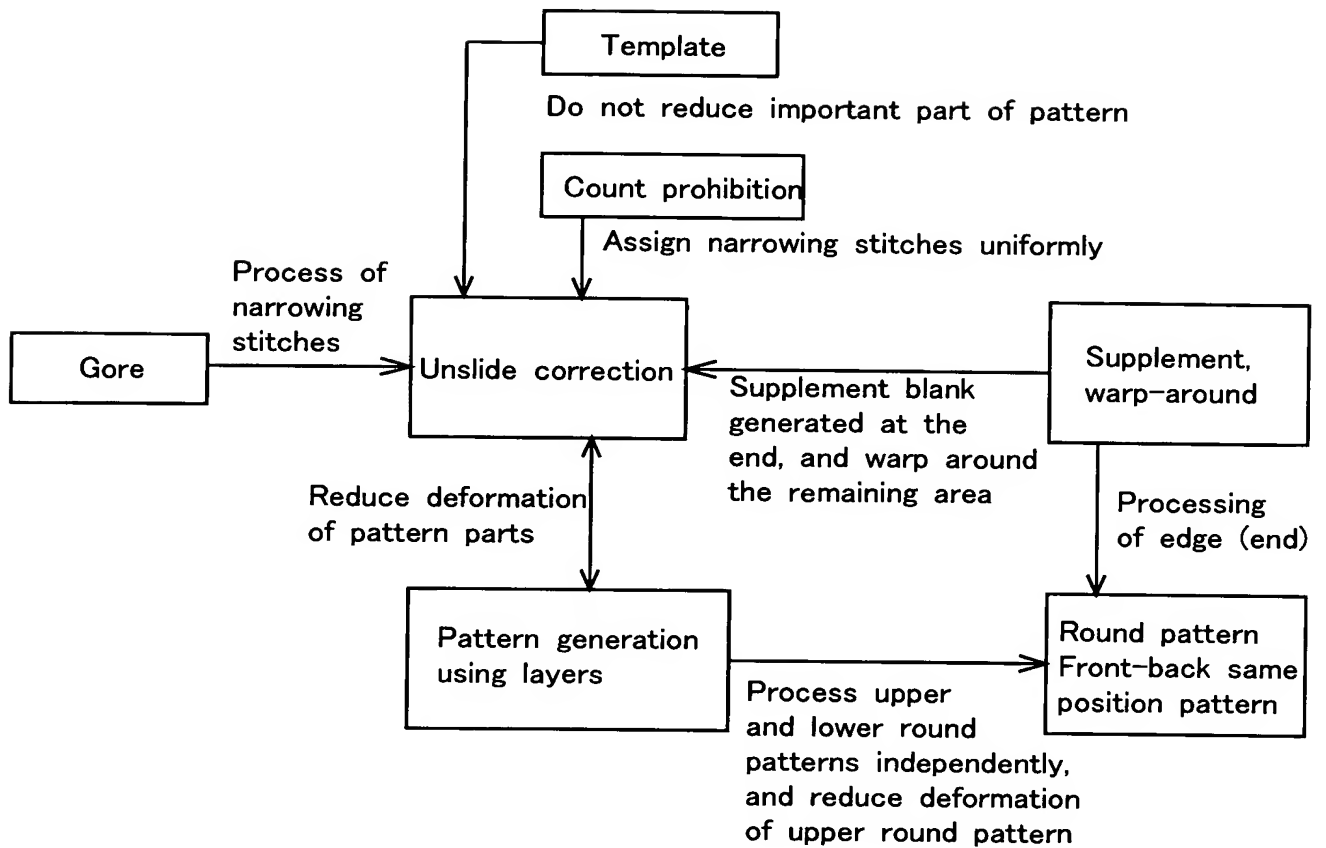 Template
Do not reduce important part of pattern
Count prohibition
Assign narrowing stitches uniformly
Process of
narrowing
stitches
Gore
Unslide correction
Supplement,
warp-around
Supplement blank
generated at the
end, and warp around
the remaining area
Reduce deformation
of pattern parts
Processing
of edge (end)
Pattern generation
using layers
Round pattern
Front-back same
position pattern
Process upper
and lower round
patterns independently,
and reduce deformation
of upper round pattern